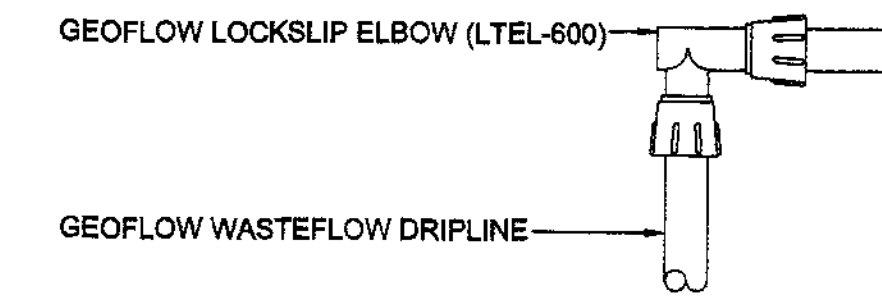 GEOFLOW LOCKSLIP ELBOW (LTEL-600)
GEOFLOW WASTEFLOW DRIPLINE